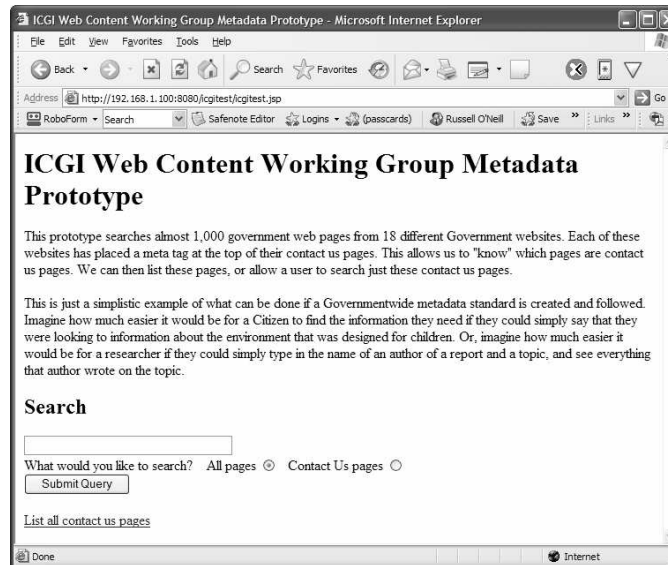 ICGI Web Content Working Group Metadata Prototype - Microsoft Internet Explorer
File Edit View Favorites Tools Help
Back Search Favorites
Address http://192.168.1.100:8080/icgitest/icgitest.jsp Go
RoboForm Search Safenote Editor Logins (passcards) Russell O'Neill Save » Links »
ICGI Web Content Working Group Metadata
Prototype
This prototype searches almost 1,000 government web pages from 18 different Government websites. Each of these
websites has placed a meta tag at the top of their contact us pages. This allows us to "know" which pages are contact
us pages. We can then list these pages, or allow a user to search just these contact us pages.
This is just a simplistic example of what can be done if a Governmentwide metadata standard is created and followed.
Imagine how much easier it would be for a Citizen to find the information they need if they could simply say that they
were looking to information about the environment that was designed for children. Or, imagine how much easier it
would be for a researcher if they could simply type in the name of an author of a report and a topic, and see everything
that author wrote on the topic.
Search
What would you like to search? All pages Contact Us pages
Submit Query
List all contact us pages
Done Internet